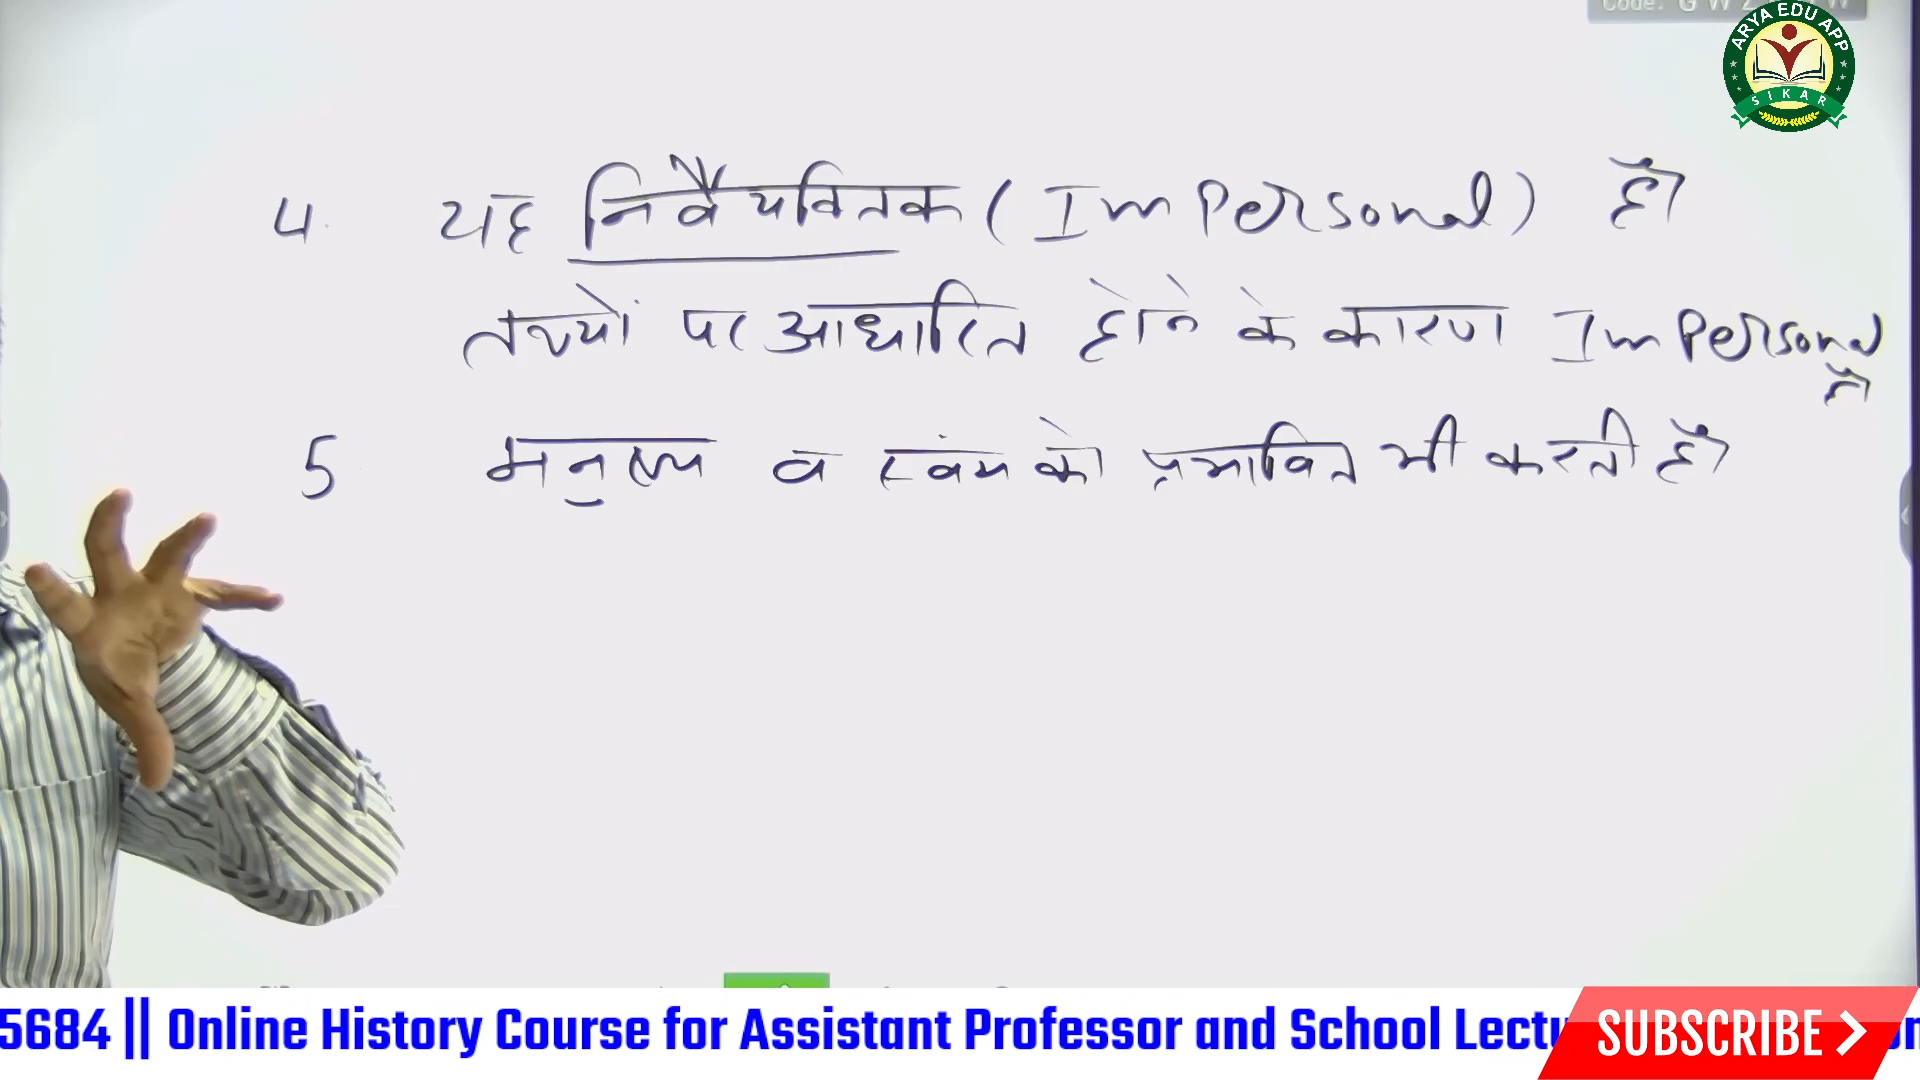 ARYA EDU APP
SIKAR
4. यह निर्वैयक्तिक (ImPersonal) है
तथ्यों पर आधारित होने के कारण ImPersonal
है
5 मनुष्य व स्वंय को प्रभावित भी करती है
5684 || Online History Course for Assistant Professor and School Lectu
SUBSCRIBE